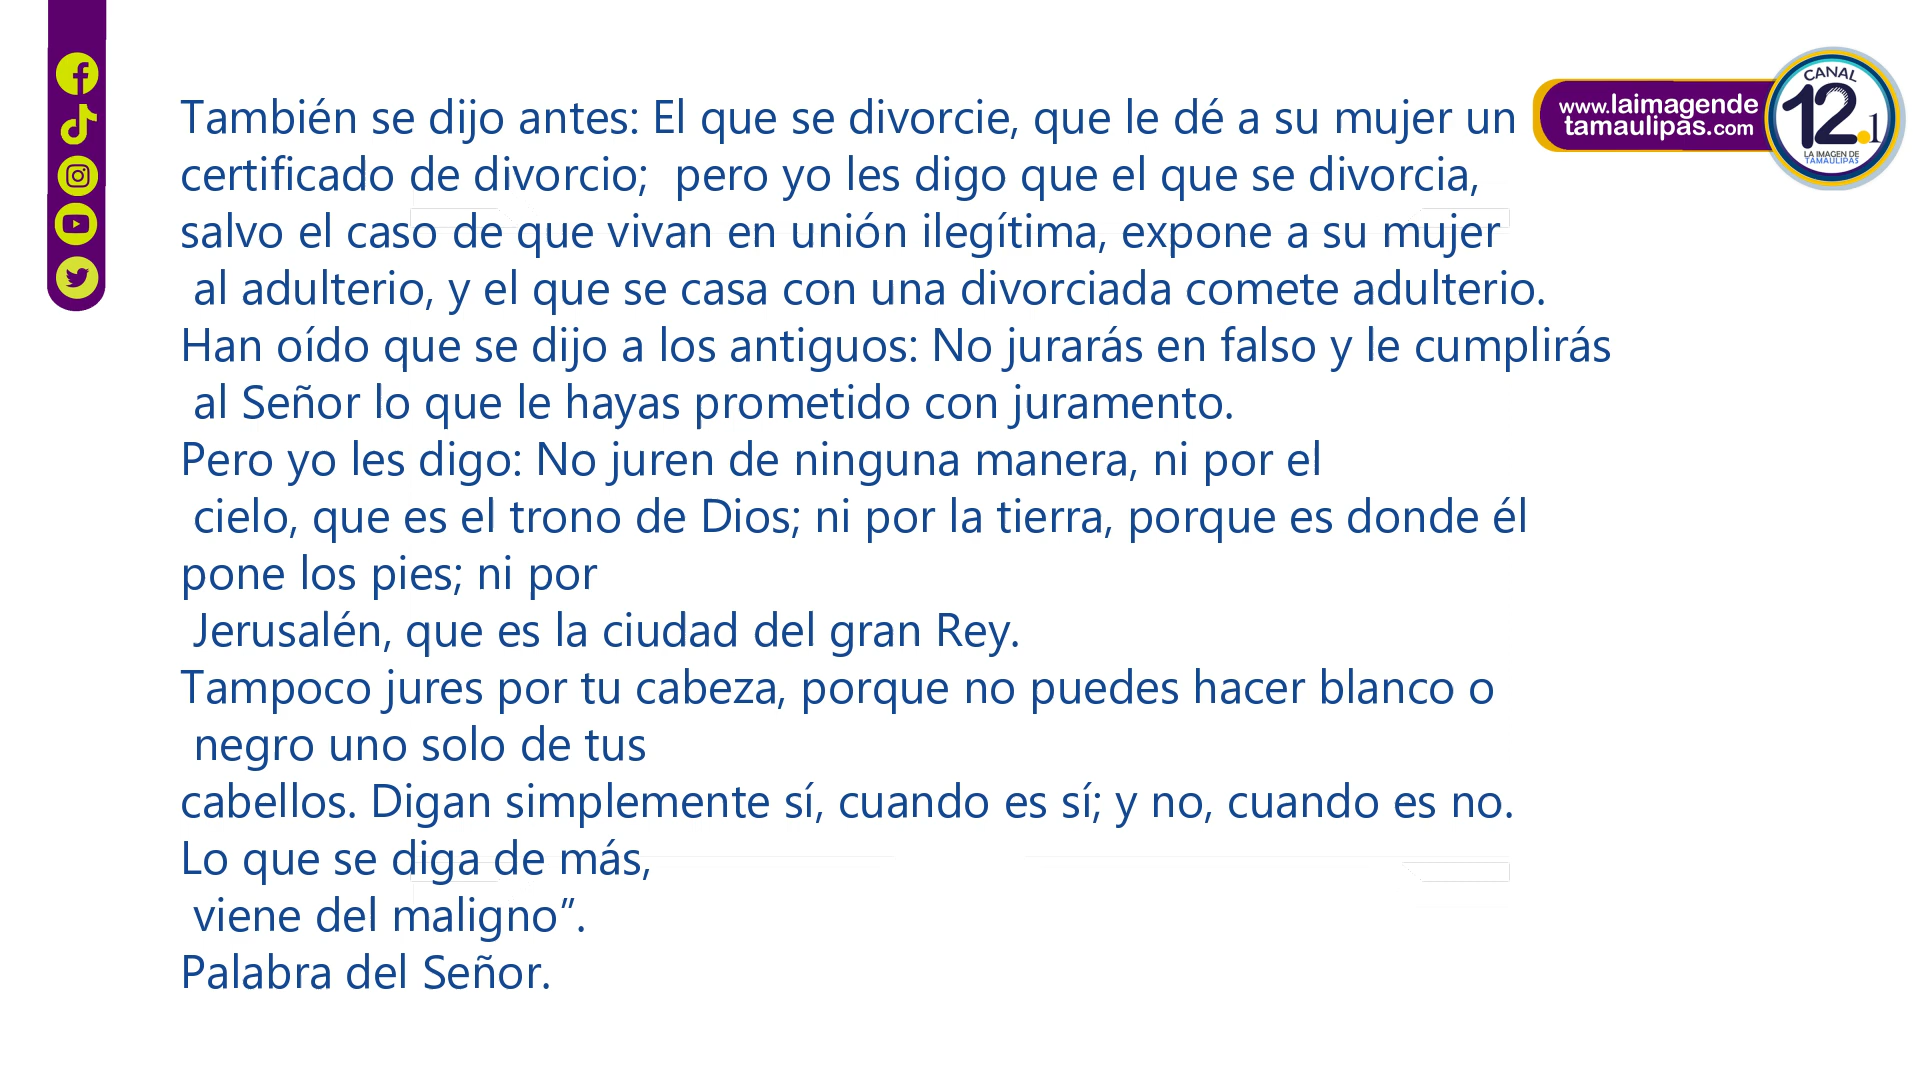 También se dijo antes: El que se divorcie, que le dé a su mujer un
certificado de divorcio; pero yo les digo que el que se divorcia,
salvo el caso de que vivan en unión ilegítima, expone a su mujer
al adulterio, y el que se casa con una divorciada comete adulterio.
Han oído que se dijo a los antiguos: No jurarás en falso y le cumplirás
al Señor lo que le hayas prometido con juramento.
Pero yo les digo: No juren de ninguna manera, ni por el
cielo, que es el trono de Dios; ni por la tierra, porque es donde él
pone los pies; ni por
Jerusalén, que es la ciudad del gran Rey.
Tampoco jures por tu cabeza, porque no puedes hacer blanco o
negro uno solo de tus
cabellos. Digan simplemente sí, cuando es sí; y no, cuando es no.
Lo que se diga de más,
viene del maligno”.
Palabra del Señor.
www.laimagende
tamaulipas.com
CANAL
12.1
LA IMAGEN DE
TAMAULIPAS